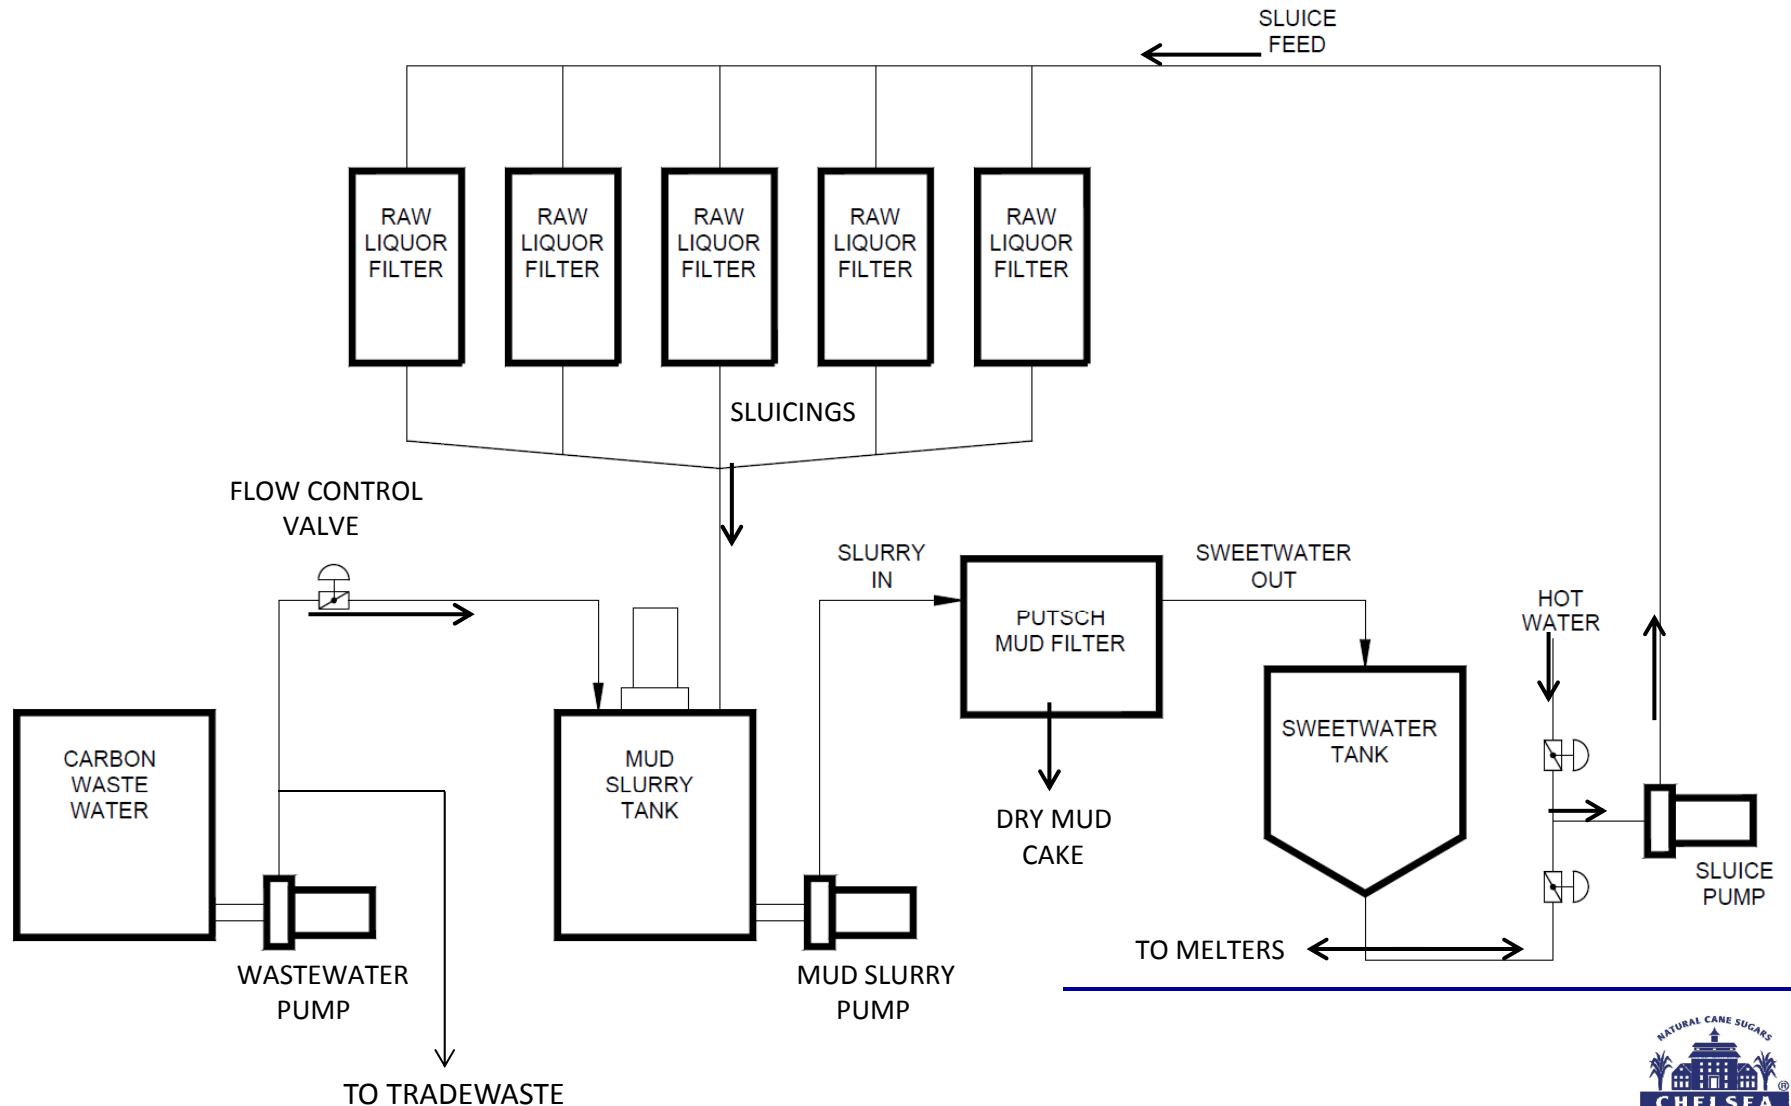 SLUICE
FEED
RAW
LIQUOR
FILTER
RAW
LIQUOR
FILTER
RAW
LIQUOR
FILTER
RAW
LIQUOR
FILTER
RAW
LIQUOR
FILTER
SLUICINGS
FLOW CONTROL
VALVE
SLURRY
IN
PUTSCH
MUD FILTER
SWEETWATER
OUT
HOT
WATER
CARBON
WASTE
WATER
MUD
SLURRY
TANK
DRY MUD
CAKE
SWEETWATER
TANK
SLUICE
PUMP
WASTEWATER
PUMP
MUD SLURRY
PUMP
TO MELTERS
TO TRADEWASTE
NATURAL CANE SUGARS
®
CHELSEA